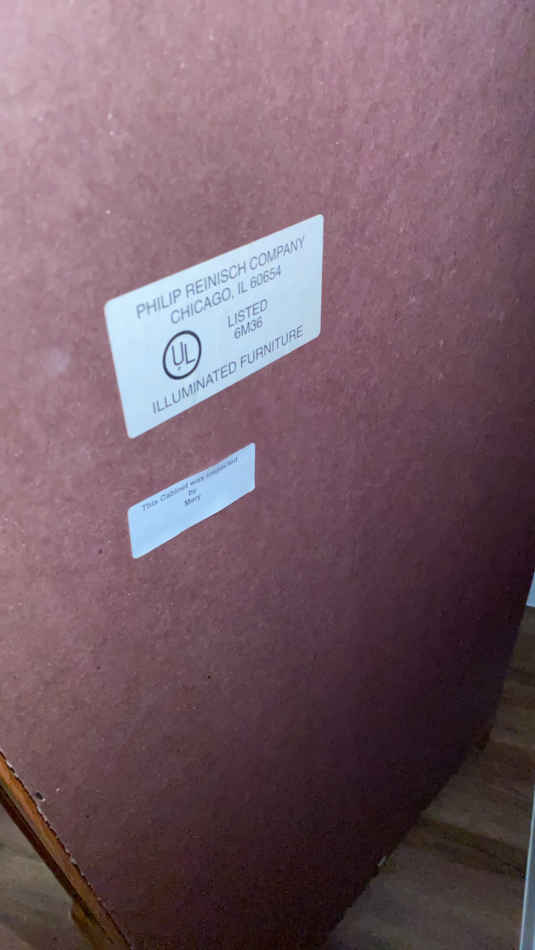 PHILIP REINISCH COMPANY
CHICAGO, IL 60654
LISTED
6M36
UL
ILLUMINATED FURNITURE
This Cabinet was inspected
by
Mary